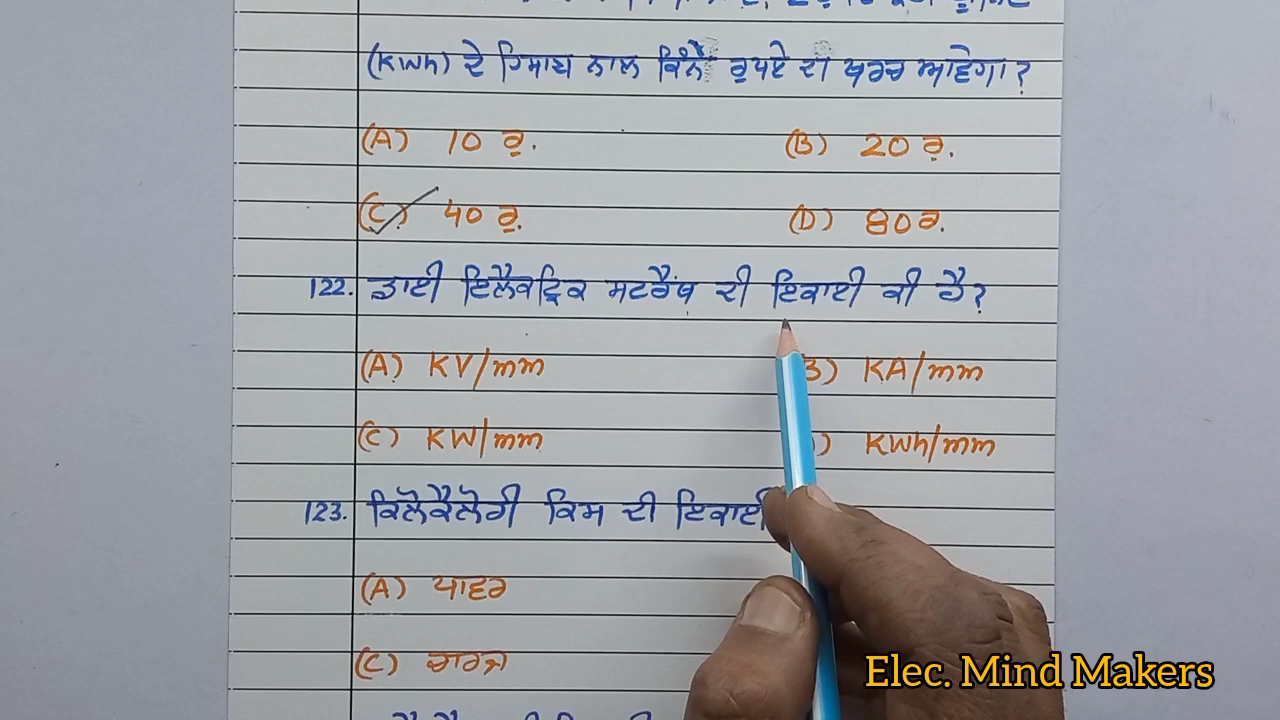 (KWh) ਦੇ ਹਿਸਾਬ ਨਾਲ ਕਿੰਨੇ ਰੁਪਏ ਦਾ ਖਰਚ ਆਵੇਗਾ?
(A) 10 ਰੁ. (B) 20 ਰੁ.
(C) 40 ਰੁ. (D) 80 ਰੁ.
122. ਡਾਈ ਇਲੈਕਟ੍ਰਿਕ ਸਟਰੈਂਥ ਦੀ ਇਕਾਈ ਕੀ ਹੈ?
(A) KV/mm (B) KA/mm
(C) KW/mm KWh/mm
123. ਕਿਲੋਕੈਲੋਰੀ ਕਿਸ ਦੀ ਇਕਾਈ
(A) ਪਾਵਰ
(C) ਚਾਰਜ
Elec. Mind Makers